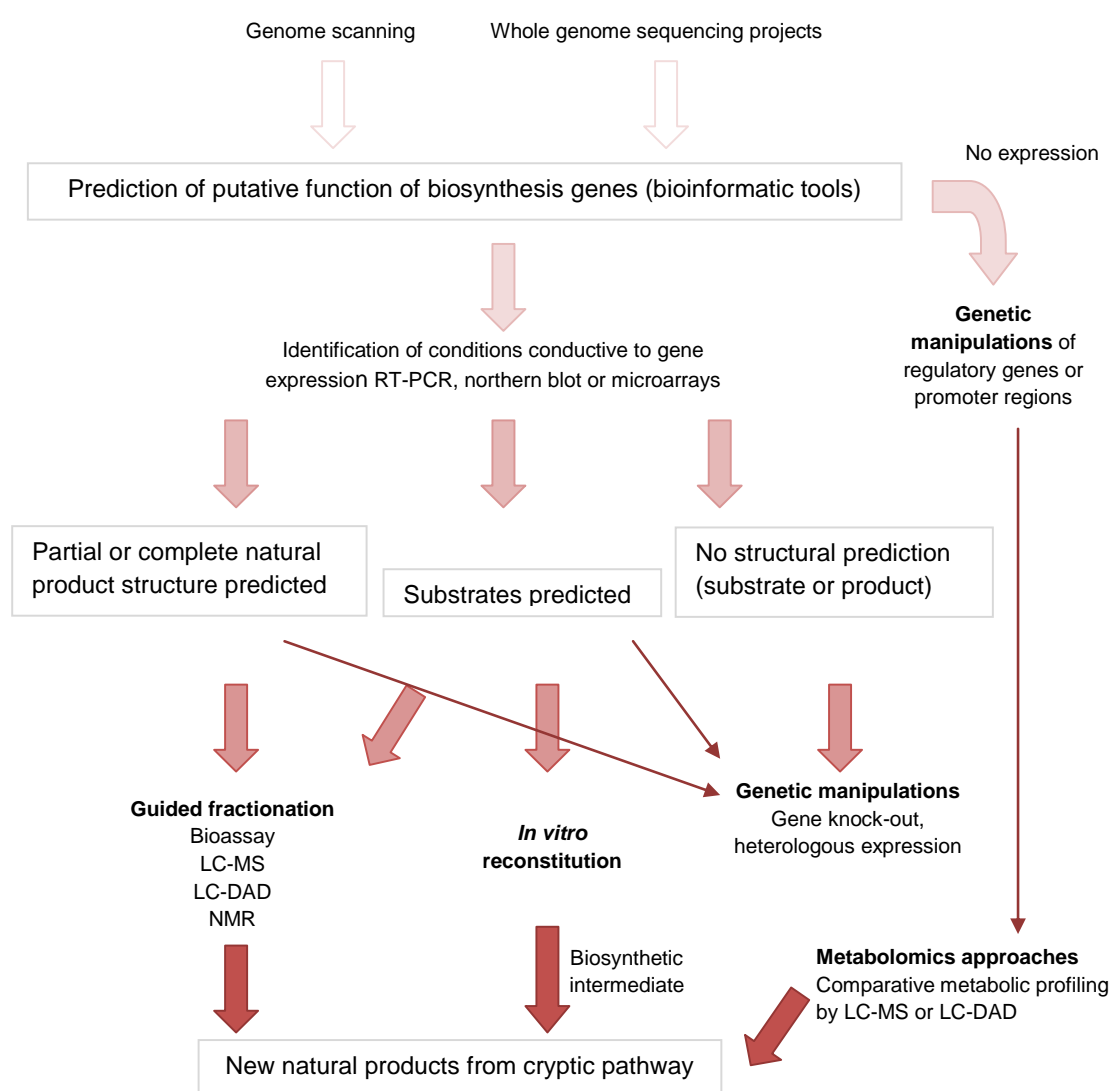 Genome scanning
Whole genome sequencing projects
No expression
Prediction of putative function of biosynthesis genes (bioinformatic tools)
Genetic
manipulations of
regulatory genes or
promoter regions
Identification of conditions conductive to gene
expression RT-PCR, northern blot or microarrays
Partial or complete natural
product structure predicted
Substrates predicted
No structural prediction
(substrate or product)
Guided fractionation
Bioassay
LC-MS
LC-DAD
NMR
In vitro
reconstitution
Genetic manipulations
Gene knock-out,
heterologous expression
Biosynthetic
intermediate
Metabolomics approaches
Comparative metabolic profiling
by LC-MS or LC-DAD
New natural products from cryptic pathway